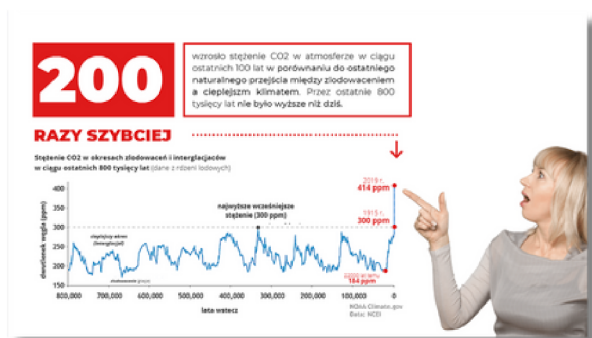 200
wzrosło stężenie CO2 w atmosferze w ciągu
ostatnich 100 lat w porównaniu do ostatniego
naturalnego przejścia między zlodowaceniem
a cieplejszym klimatem. Przez ostatnie 800
tysięcy lat nie było wyższe niż dziś.
RAZY SZYBCIEJ
Stężenie CO2 w okresach zlodowaceń i interglacjałów
w ciągu ostatnich 800 tysięcy lat (dane z rdzeni lodowych)
dwutlenek węgla (ppm)
400
350
300
250
200
150
cieplejszy okres
(interglacjał)
najwyższe wcześniejsze
stężenie (300 ppm)
2019 r.
414 ppm
1915 r.
300 ppm
184 ppm
800,000 700,000 600,000 500,000 400,000 300,000 200,000 100,000 0
lata wstecz
NOAA Climate.gov
Data: NCEI